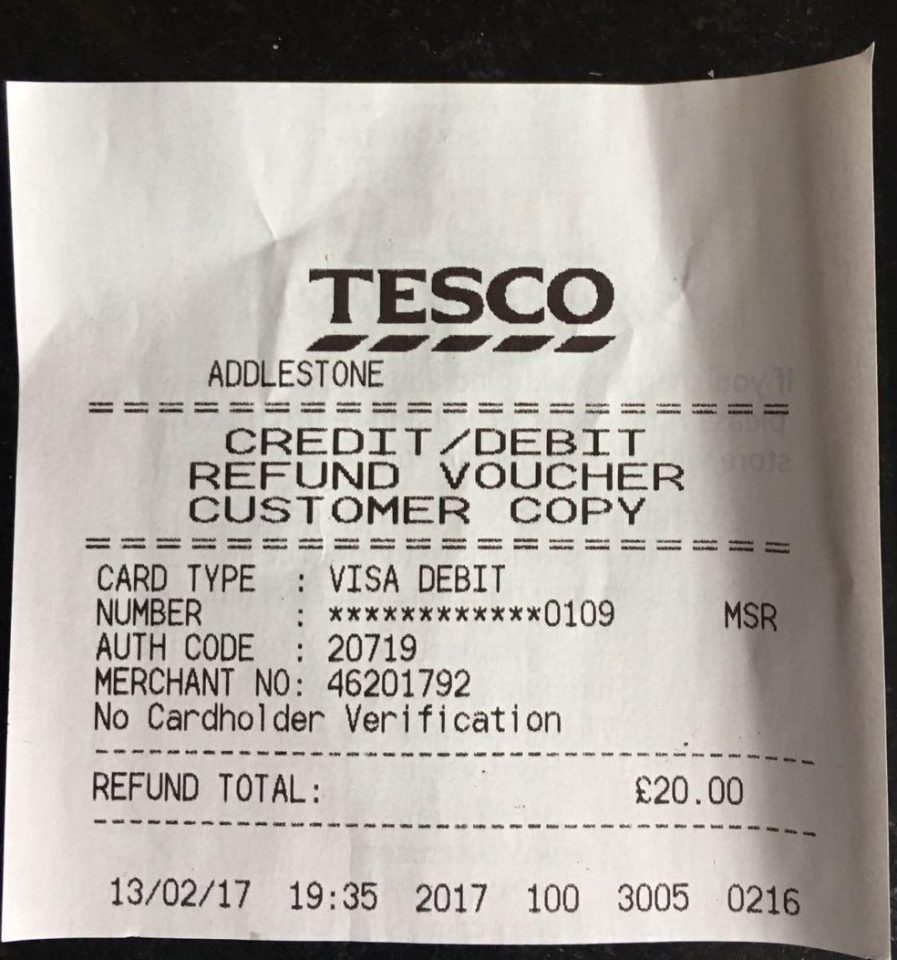 TESCO
ADDLESTONE
====================
CREDIT/DEBIT
REFUND VOUCHER
CUSTOMER COPY
====================
CARD TYPE : VISA DEBIT
NUMBER : ************0109 MSR
AUTH CODE : 20719
MERCHANT NO: 46201792
No Cardholder Verification
----------------------------------------
REFUND TOTAL: £20.00
----------------------------------------
13/02/17 19:35 2017 100 3005 0216